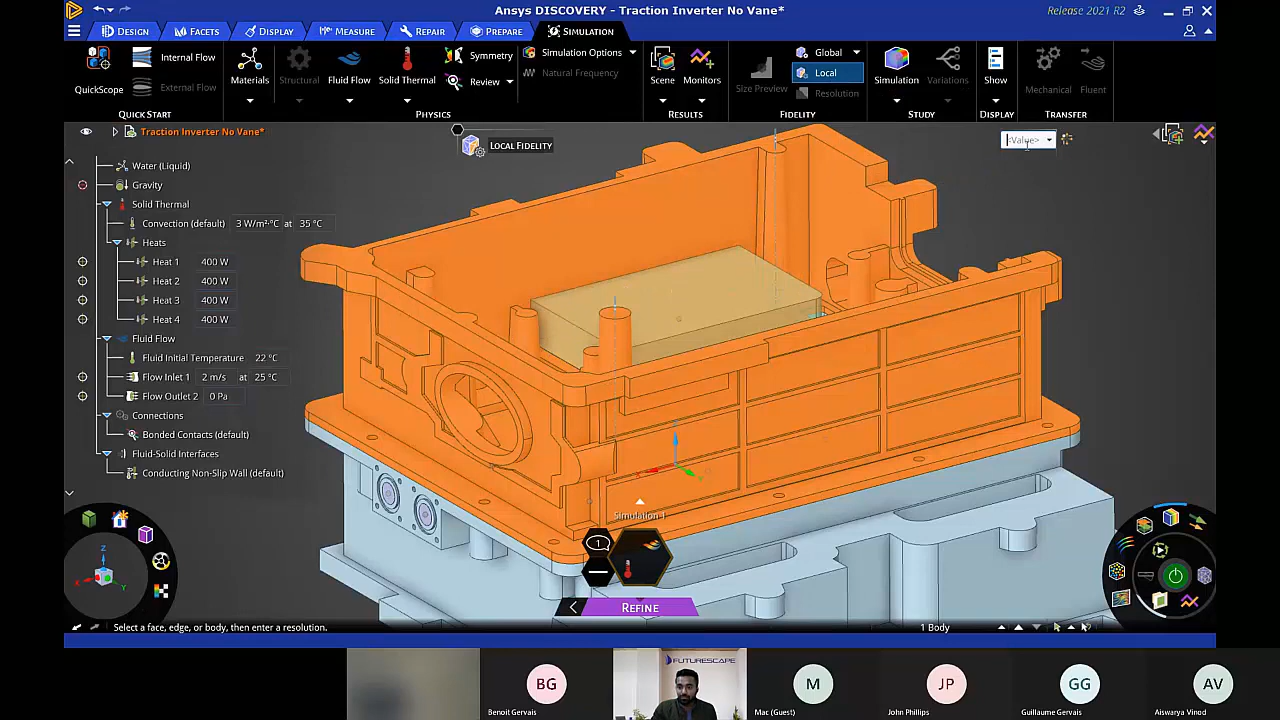 Ansys DISCOVERY - Traction Inverter No Vane*
Release 2021 R2
DESIGN
FACETS
DISPLAY
MEASURE
REPAIR
PREPARE
SIMULATION
QuickScope
Internal Flow
External Flow
QUICK START
Materials
Structural
Fluid Flow
Solid Thermal
Symmetry
Review
Simulation Options
Natural Frequency
PHYSICS
Scene
Monitors
RESULTS
Size Preview
Global
Local
Resolution
FIDELITY
Simulation
Variations
STUDY
Show
DISPLAY
Mechanical
Fluent
TRANSFER
Traction Inverter No Vane*
LOCAL FIDELITY
<Value>
Water (Liquid)
Gravity
Solid Thermal
Convection (default) 3 W/m²·°C at 35 °C
Heats
Heat 1 400 W
Heat 2 400 W
Heat 3 400 W
Heat 4 400 W
Fluid Flow
Fluid Initial Temperature 22 °C
Flow Inlet 1 2 m/s at 25 °C
Flow Outlet 2 0 Pa
Connections
Bonded Contacts (default)
Fluid-Solid Interfaces
Conducting Non-Slip Wall (default)
Simulation 1
1
REFINE
Z
X
Y
Select a face, edge, or body, then enter a resolution.
1 Body
FUTURESCAPE
BG
M
JP
GG
AV
Benoit Gervais
Mac (Guest)
John Phillips
Guillaume Gervais
Aiswarya Vinod